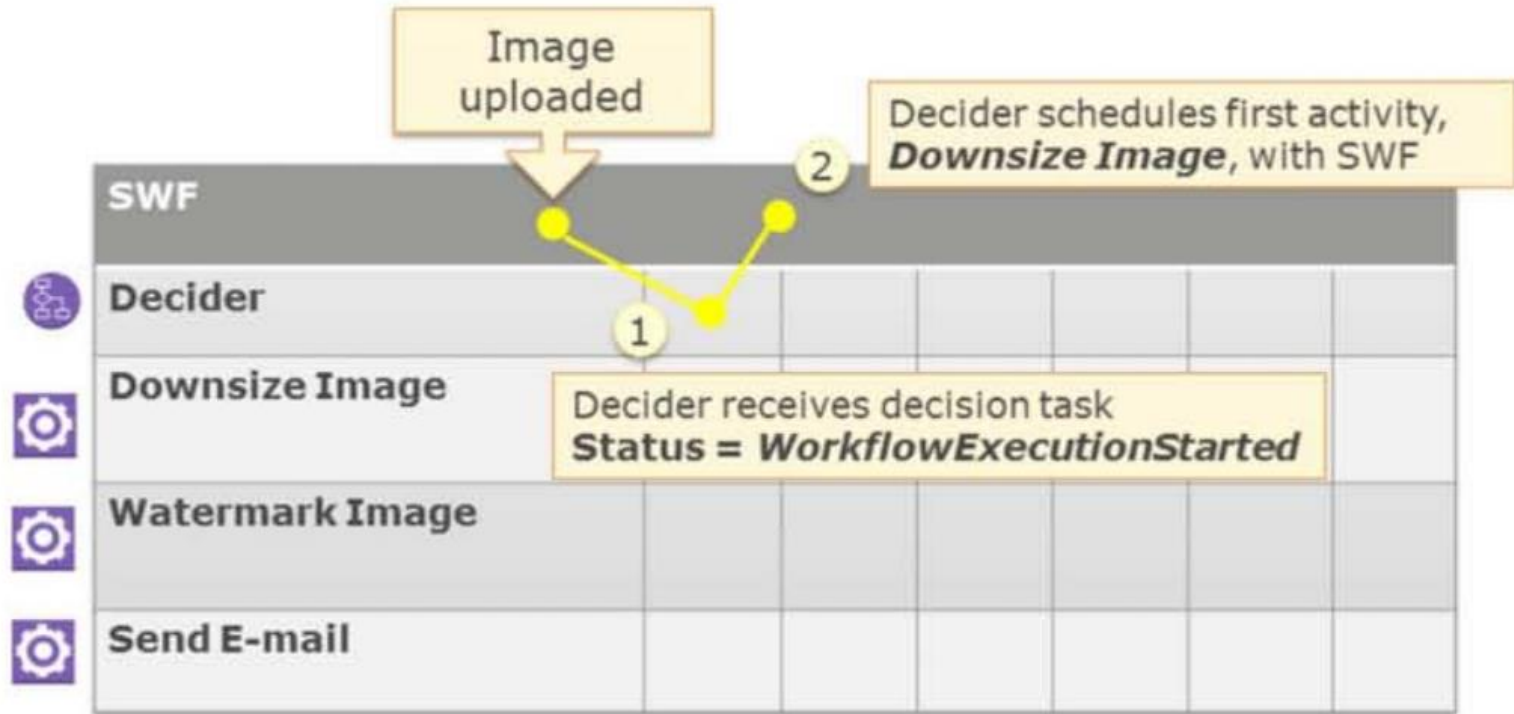 Image
uploaded
Decider schedules first activity,
Downsize Image, with SWF
2
SWF
Decider
1
Downsize Image
Decider receives decision task
Status = WorkflowExecutionStarted
Watermark Image
Send E-mail